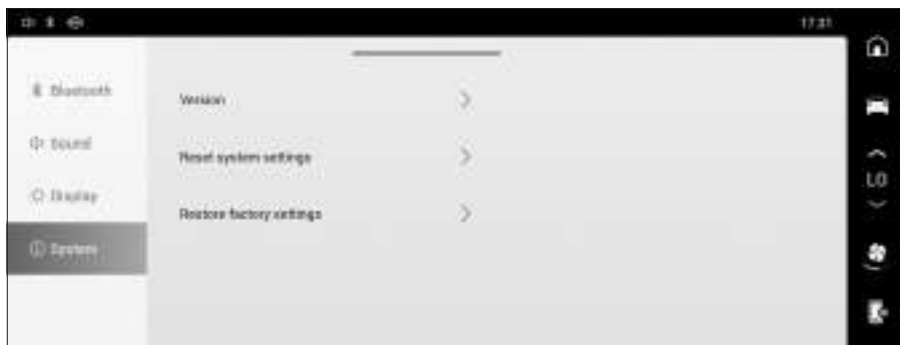 17:31
Bluetooth
Version
Sound
Reset system settings
LO
Display
Restore factory settings
System